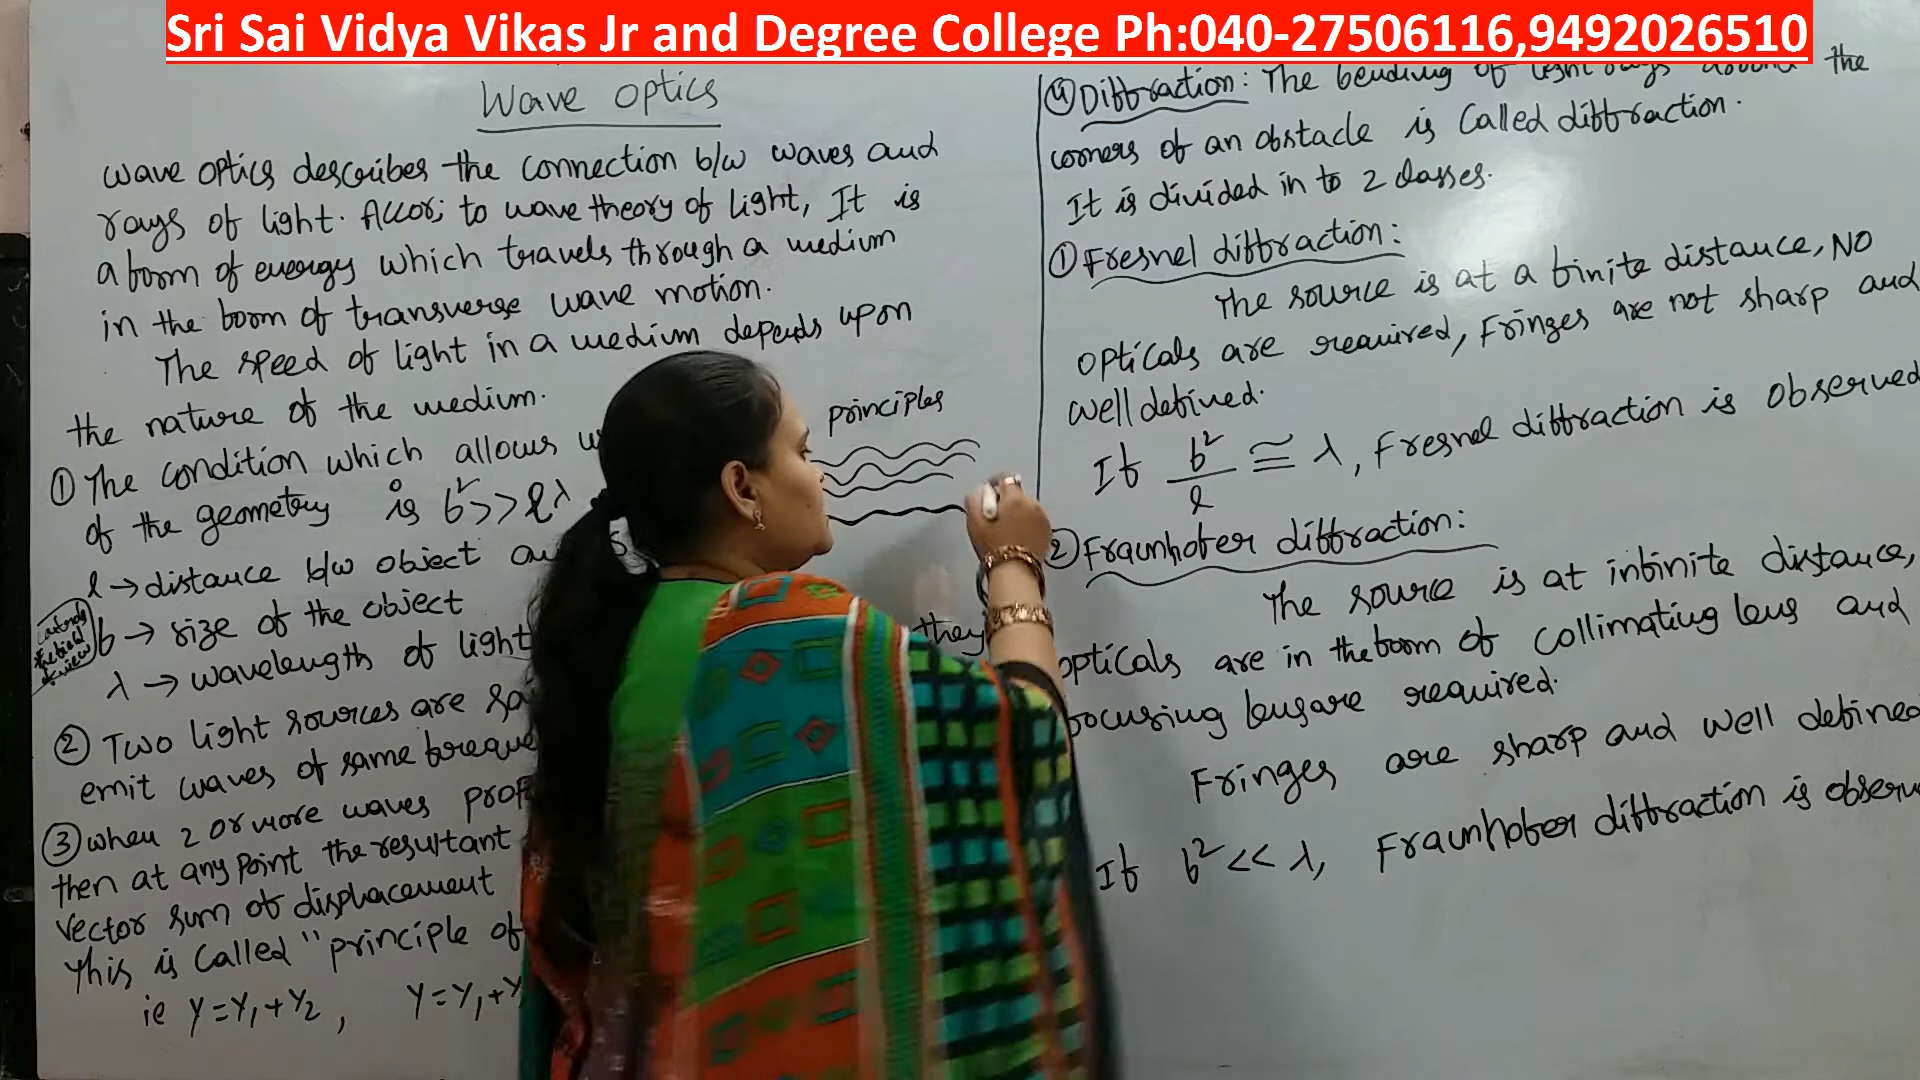 Sri Sai Vidya Vikas Jr and Degree College Ph:040-27506116,9492026510
Wave Optics
Wave optics describes the connection b/w waves and
rays of light. Accor; to wave theory of light, It is
a form of energy which travels through a medium
in the form of transverse wave motion.
The speed of light in a medium depends upon
the nature of the medium.
① The condition which allows
principles
of the geometry is b²>>lλ
l → distance b/w object
b → size of the object
λ → wavelength of light
they
② Two light sources are
emit waves of same
③ when 2 or more waves
then at any point the resultant
vector sum of displacement
This is called "principle of
ie Y=Y₁+Y₂, Y=Y₁+Y
④ Diffraction: The bending of light rays around the
corners of an obstacle is called diffraction.
It is divided in to 2 classes.
① Fresnel diffraction:
The source is at a finite distance, NO
opticals are required, Fringes are not sharp and
well defined.
If b²/l ≅ λ, Fresnel diffraction is observed
② Fraunhofer diffraction:
The source is at infinite distance,
opticals are in the form of collimating lens and
focusing lens are required.
Fringes are sharp and well defined
If b² << λ, Fraunhofer diffraction is observ